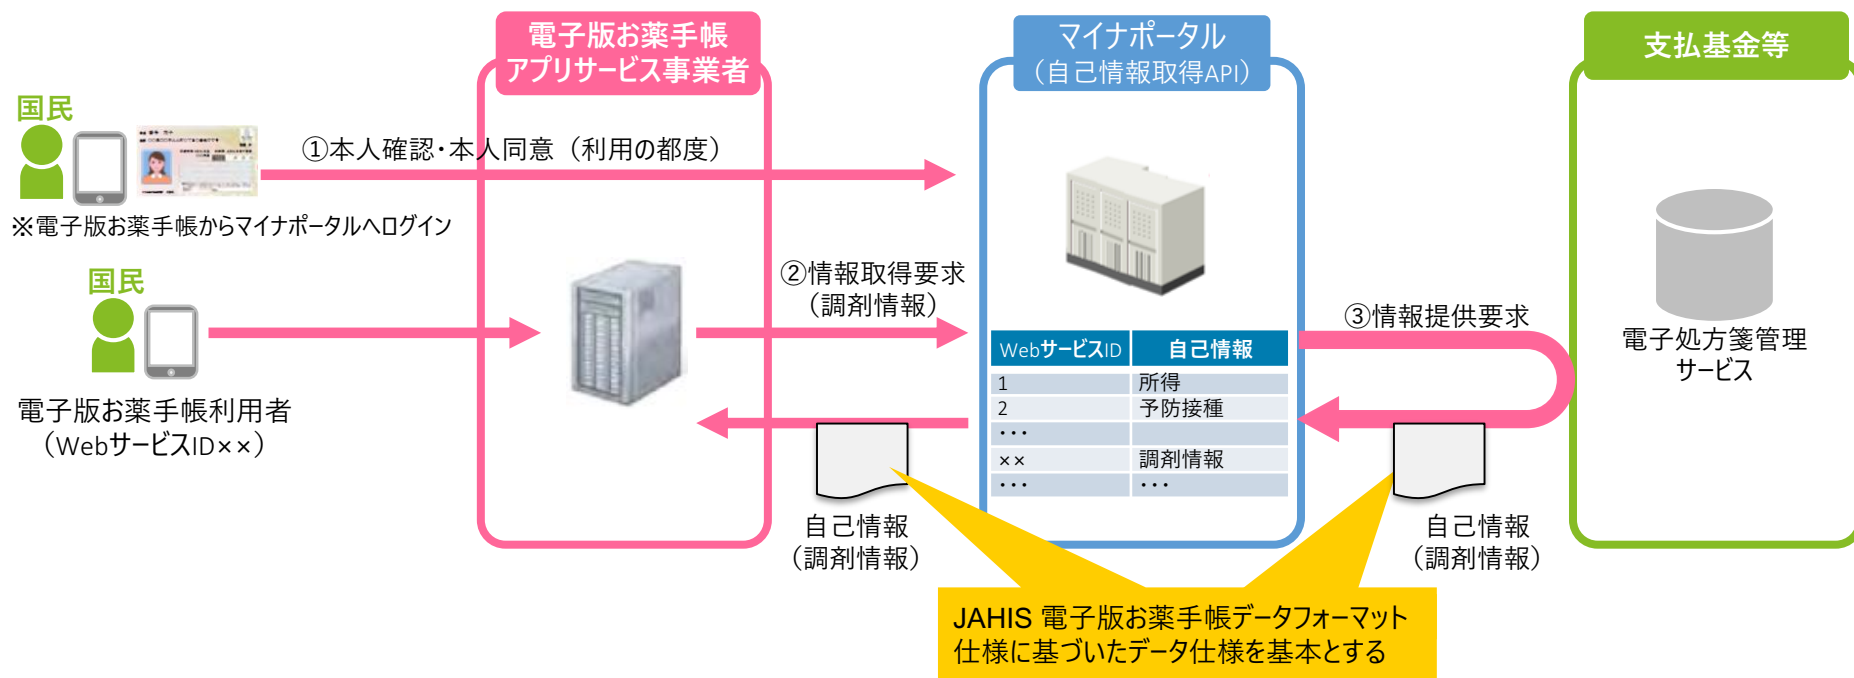 電子版お薬手帳
アプリサービス事業者
マイナポータル
（自己情報取得API）
支払基金等
国民
①本人確認・本人同意（利用の都度）
※電子版お薬手帳からマイナポータルへログイン
国民
電子版お薬手帳利用者
（WebサービスID××）
②情報取得要求
（調剤情報）
③情報提供要求
WebサービスID 自己情報
1 所得
2 予防接種
・・・
×× 調剤情報
・・・ ・・・
電子処方箋管理
サービス
自己情報
（調剤情報）
自己情報
（調剤情報）
JAHIS 電子版お薬手帳データフォーマット
仕様に基づいたデータ仕様を基本とする